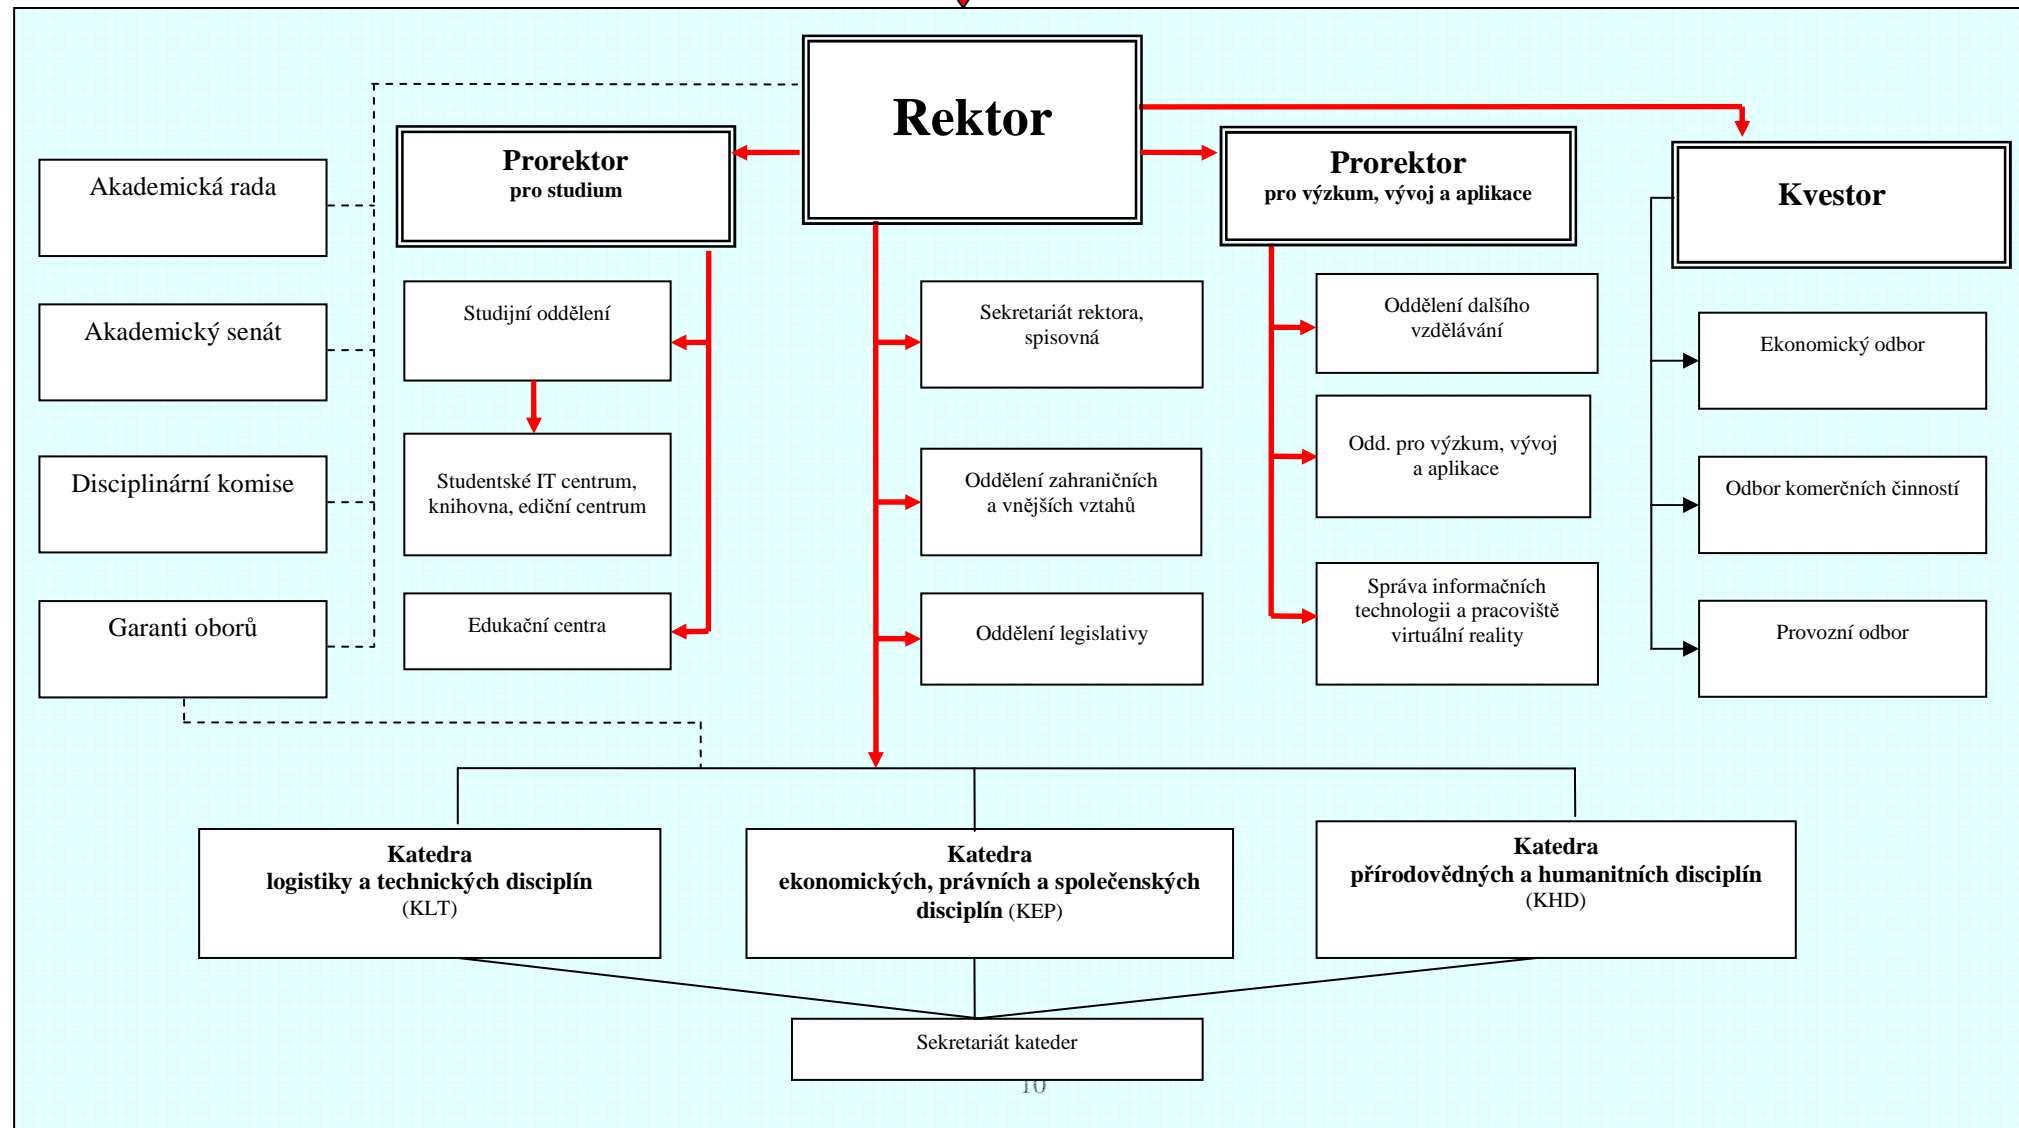 Rektor
Prorektor
pro studium
Prorektor
pro výzkum, vývoj a aplikace
Kvestor
Akademická rada
Akademický senát
Disciplinární komise
Garanti oborů
Studijní oddělení
Studentské IT centrum,
knihovna, ediční centrum
Edukační centra
Sekretariát rektora,
spisovná
Oddělení zahraničních
a vnějších vztahů
Oddělení legislativy
Oddělení dalšího
vzdělávání
Odd. pro výzkum, vývoj
a aplikace
Správa informačních
technologii a pracoviště
virtuální reality
Ekonomický odbor
Odbor komerčních činností
Provozní odbor
Katedra
logistiky a technických disciplín
(KLT)
Katedra
ekonomických, právních a společenských
disciplín (KEP)
Katedra
přírodovědných a humanitních disciplín
(KHD)
Sekretariát kateder
10